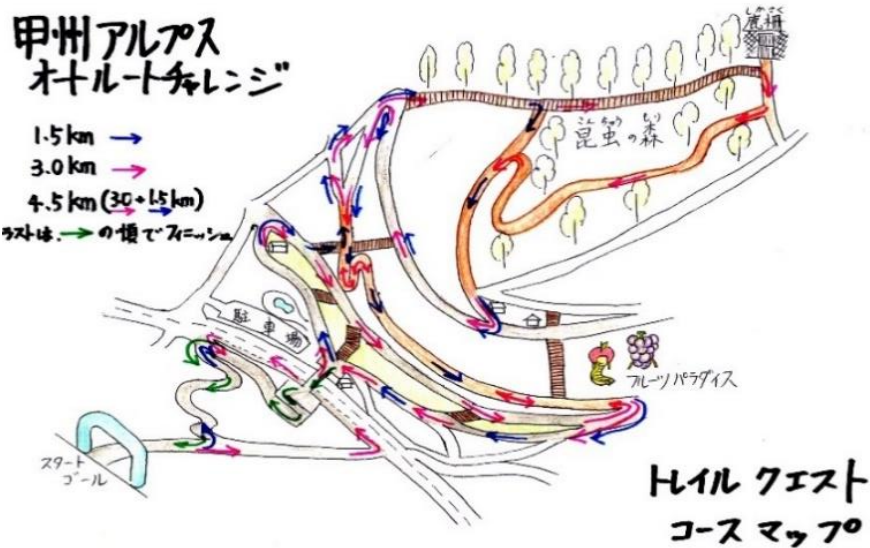 甲州 アルプス
オートルートチャレンジ
1.5km →
3.0km →
4.5km (3.0+1.5km)
ラストは、→の順でフィニッシュ
しかさく
鹿柵
こんちゅう もり
昆虫の森
駐車場
フルーツパラダイス
スタート
ゴール
トレイル クエスト
コース マップ